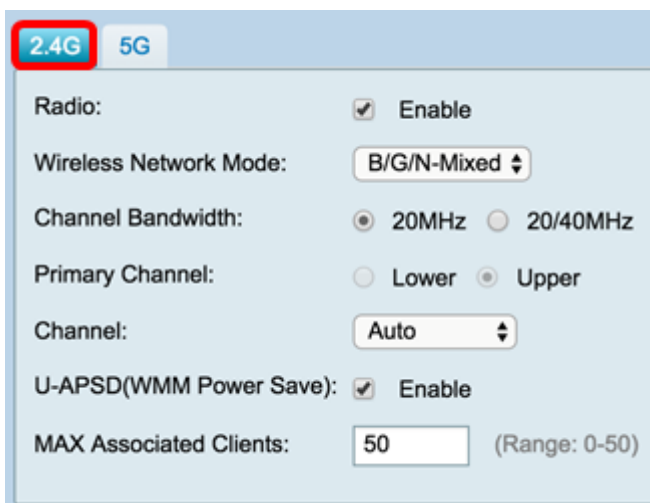 2.4G 5G
Radio: Enable
Wireless Network Mode: B/G/N-Mixed
Channel Bandwidth: 20MHz 20/40MHz
Primary Channel: Lower Upper
Channel: Auto
U-APSD(WMM Power Save): Enable
MAX Associated Clients: 50 (Range: 0-50)